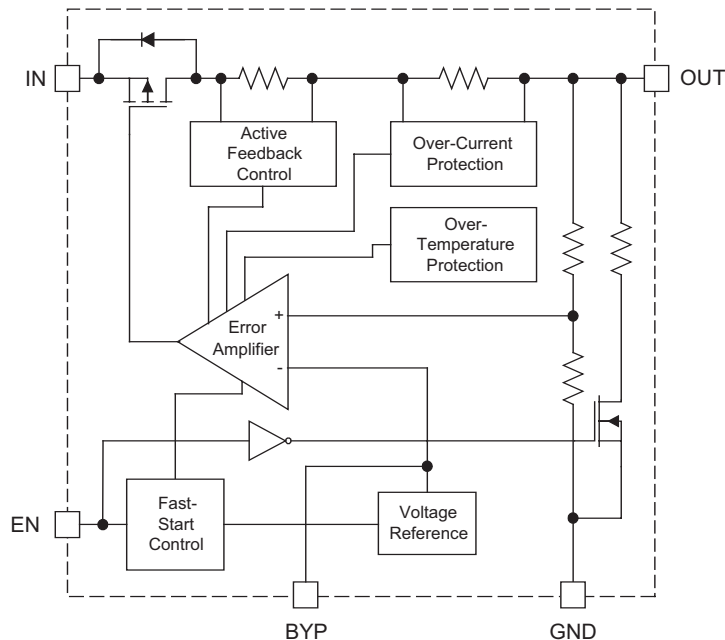 IN
OUT
Active
Feedback
Control
Over-Current
Protection
Over-
Temperature
Protection
+
Error
Amplifier
-
EN
Fast-
Start
Control
Voltage
Reference
BYP
GND